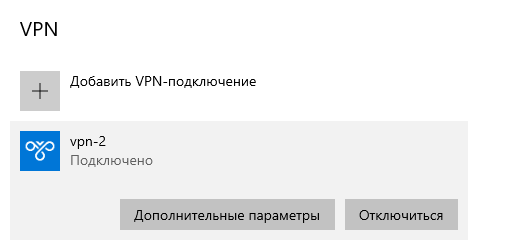 VPN
Добавить VPN-подключение
vpn-2
Подключено
Дополнительные параметры
Отключиться